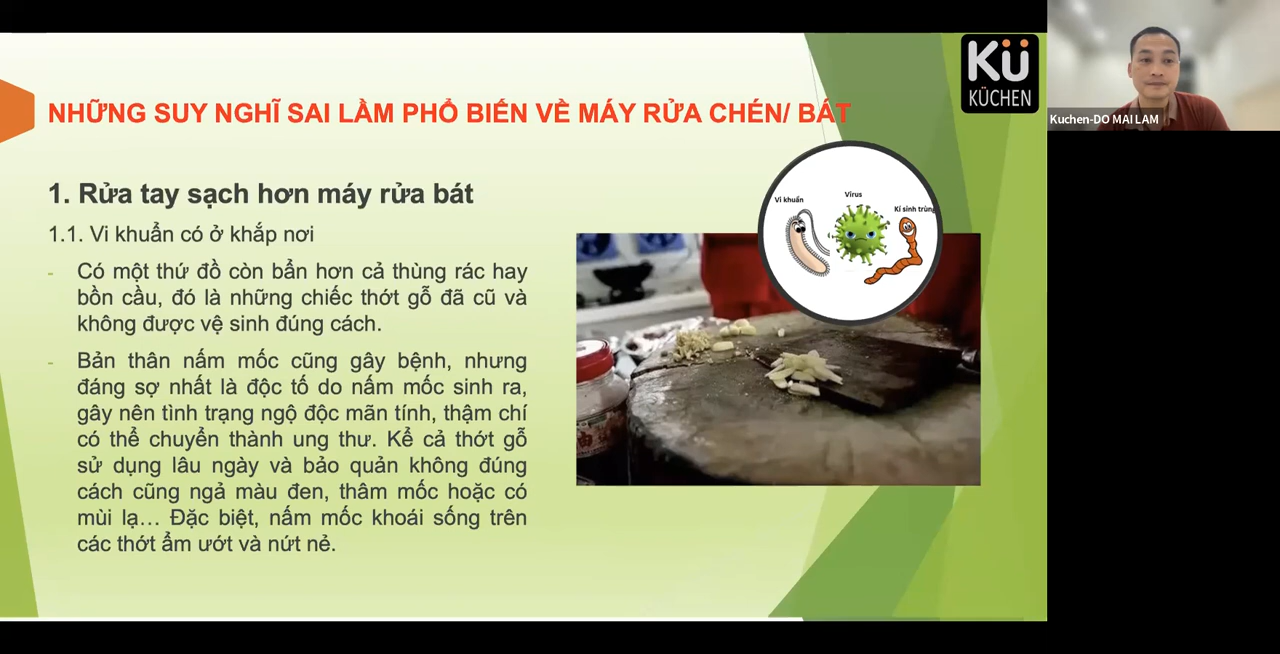 KÜ
KÜCHEN
Kuchen-DO MAI LAM
NHỮNG SUY NGHĨ SAI LẦM PHỔ BIẾN VỀ MÁY RỬA CHÉN/ BÁT
1. Rửa tay sạch hơn máy rửa bát
1.1. Vi khuẩn có ở khắp nơi
- Có một thứ đồ còn bẩn hơn cả thùng rác hay
bồn cầu, đó là những chiếc thớt gỗ đã cũ và
không được vệ sinh đúng cách.
- Bản thân nấm mốc cũng gây bệnh, nhưng
đáng sợ nhất là độc tố do nấm mốc sinh ra,
gây nên tình trạng ngộ độc mãn tính, thậm chí
có thể chuyển thành ung thư. Kể cả thớt gỗ
sử dụng lâu ngày và bảo quản không đúng
cách cũng ngả màu đen, thâm mốc hoặc có
mùi lạ… Đặc biệt, nấm mốc khoái sống trên
các thớt ẩm ướt và nứt nẻ.
Vi khuẩn
Virus
Kí sinh trùng